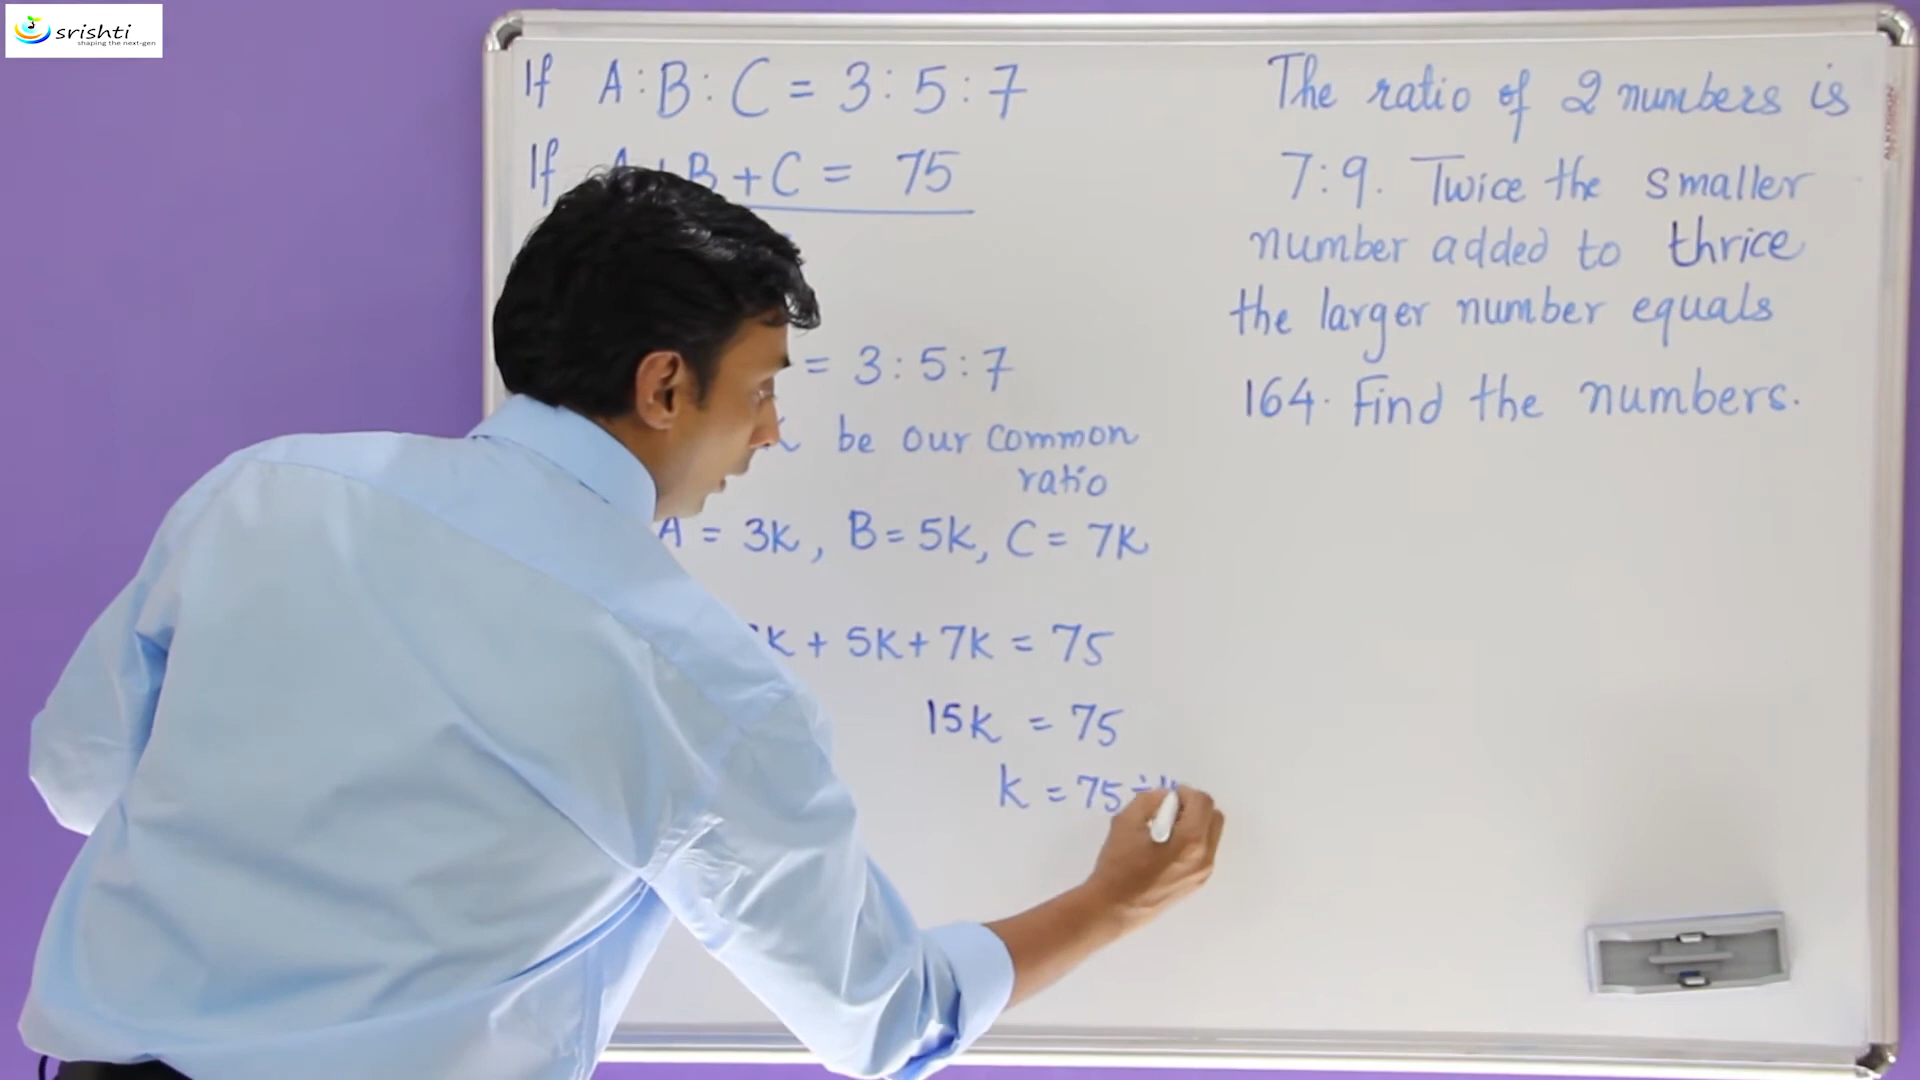 srishti
shaping the next-gen
If A : B : C = 3 : 5 : 7
If A + B + C = 75
= 3 : 5 : 7
k be our common
ratio
A = 3k, B = 5k, C = 7k
k + 5k + 7k = 75
15k = 75
k = 75 ÷
The ratio of 2 numbers is
7 : 9. Twice the smaller
number added to thrice
the larger number equals
164. Find the numbers.